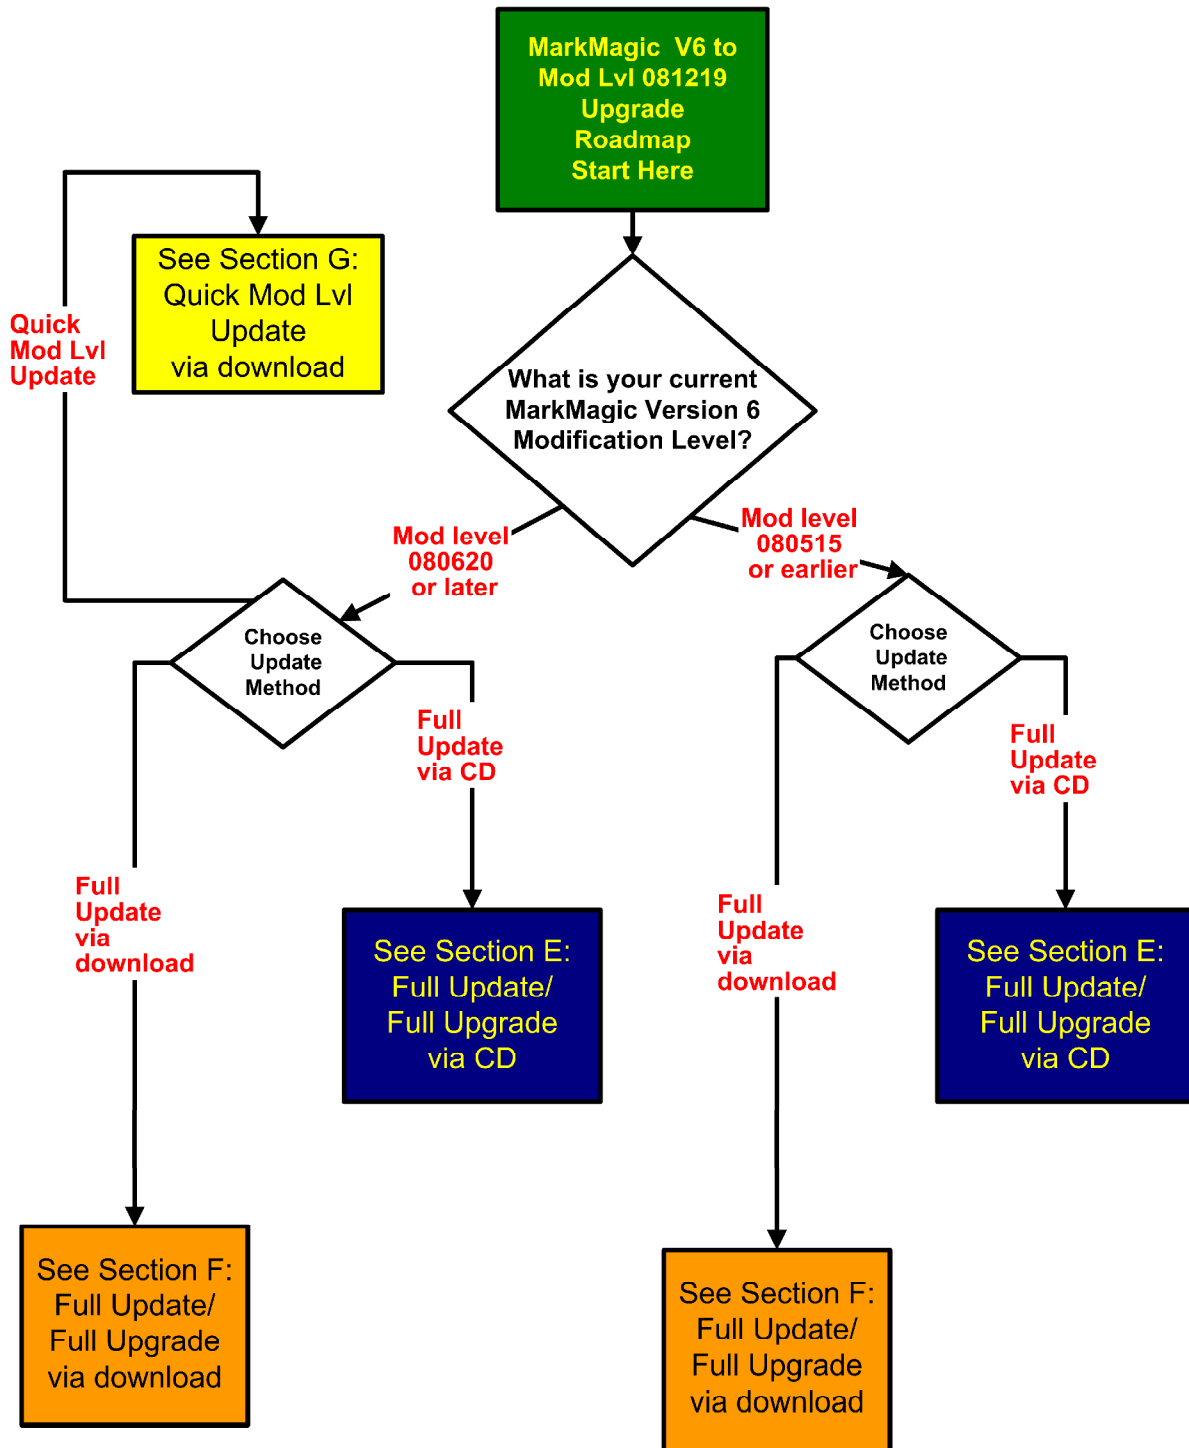 MarkMagic V6 to
Mod Lvl 081219
Upgrade
Roadmap
Start Here
See Section G:
Quick Mod Lvl
Update
via download
Quick
Mod Lvl
Update
What is your current
MarkMagic Version 6
Modification Level?
Mod level
080620
or later
Mod level
080515
or earlier
Choose
Update
Method
Choose
Update
Method
Full
Update
via CD
Full
Update
via CD
Full
Update
via
download
Full
Update
via
download
See Section E:
Full Update/
Full Upgrade
via CD
See Section E:
Full Update/
Full Upgrade
via CD
See Section F:
Full Update/
Full Upgrade
via download
See Section F:
Full Update/
Full Upgrade
via download